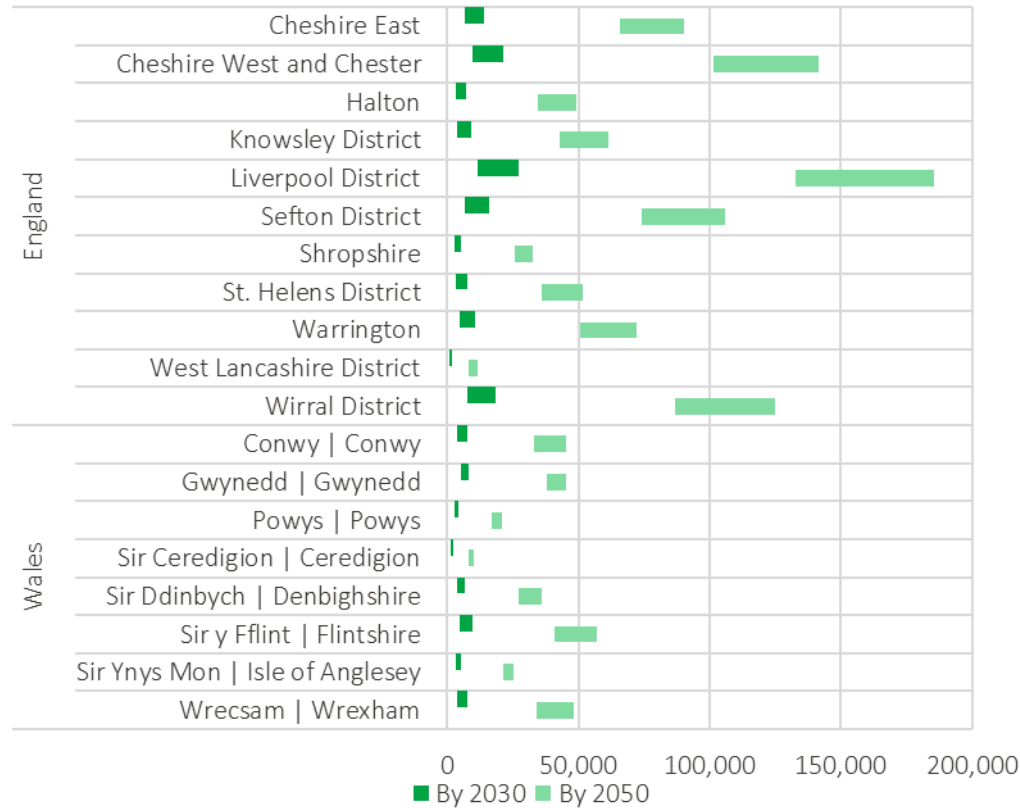 England
Cheshire East
Cheshire West and Chester
Halton
Knowsley District
Liverpool District
Sefton District
Shropshire
St. Helens District
Warrington
West Lancashire District
Wirral District
Wales
Conwy | Conwy
Gwynedd | Gwynedd
Powys | Powys
Sir Ceredigion | Ceredigion
Sir Ddinbych | Denbighshire
Sir y Fflint | Flintshire
Sir Ynys Mon | Isle of Anglesey
Wrecsam | Wrexham
0 50,000 100,000 150,000 200,000
By 2030 By 2050